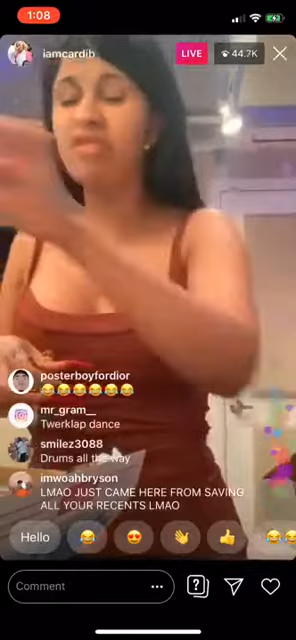 1:08
iamcardib
LIVE
44.7K
posterboyfordior
😂😂😂😂😂😂
mr_gram__
Twerklap dance
smilez3088
Drums all the way
imwoahbryson
LMAO JUST CAME HERE FROM SAVING
ALL YOUR RECENTS LMAO
Hello
Comment